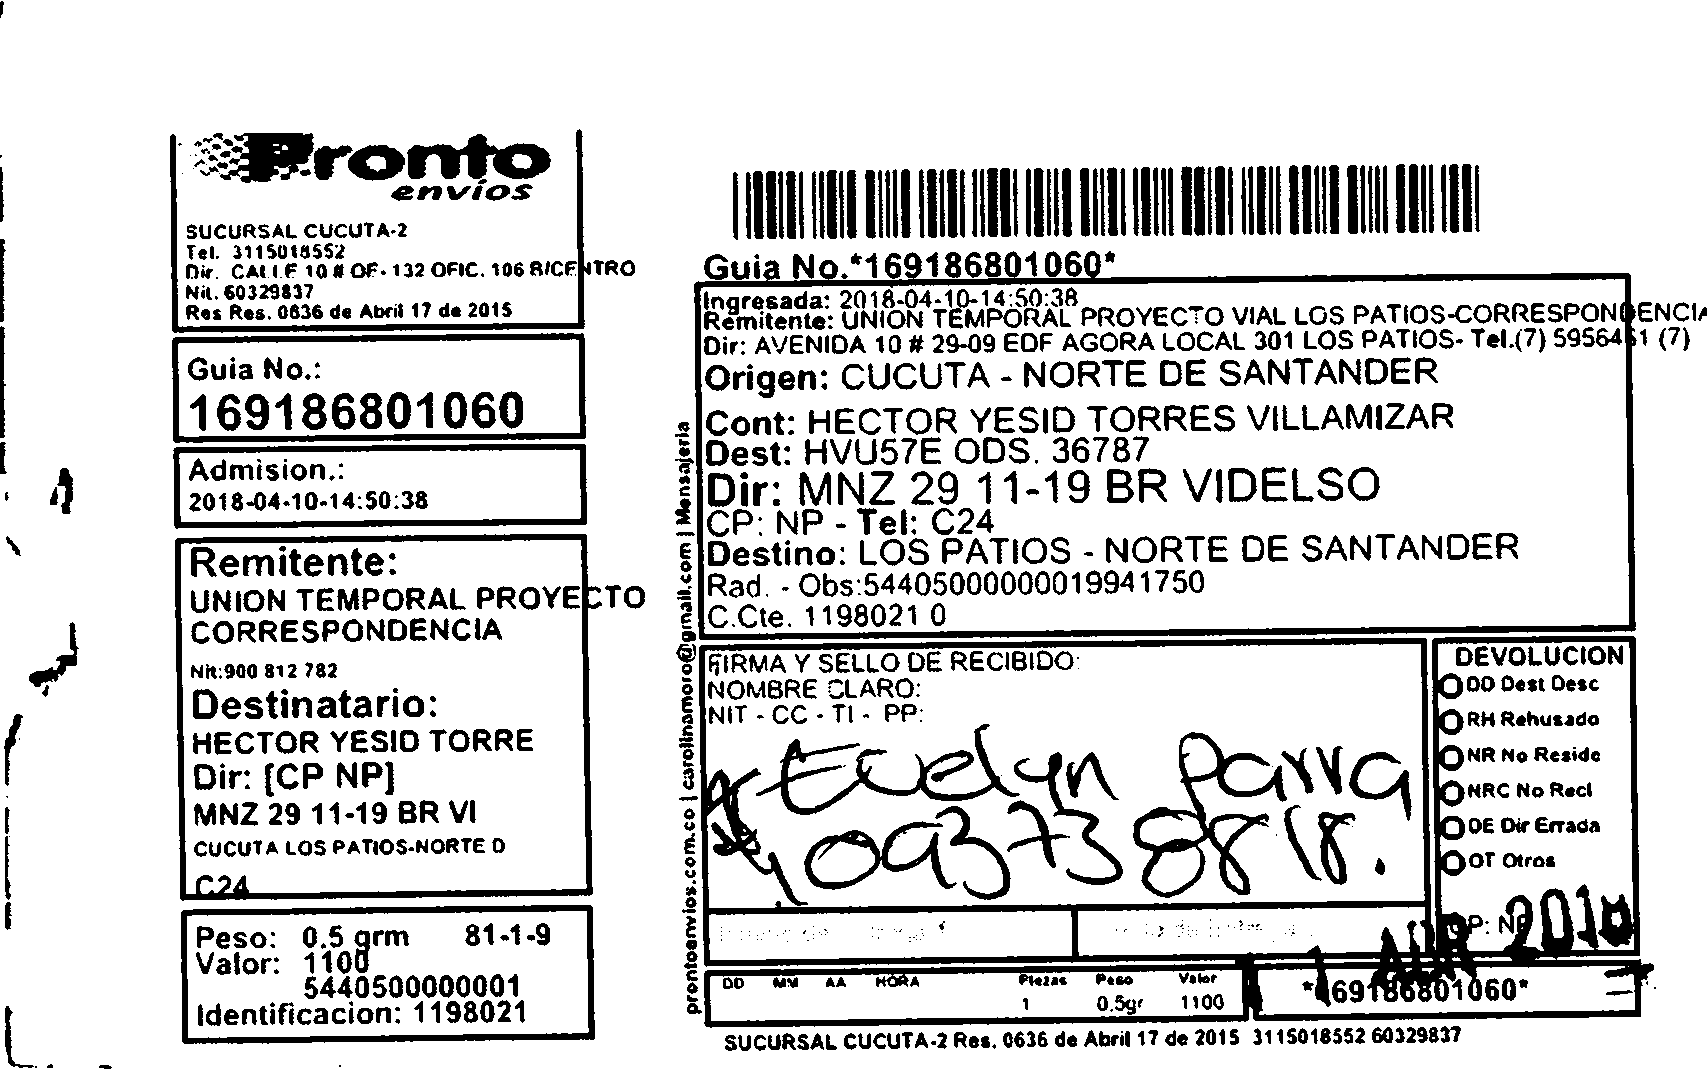 Pronto
envíos
SUCURSAL CUCUTA-2
Tel. 3115018552
Dir. CALLE 10 # OF- 132 OFIC. 106 B/CENTRO
Nit. 60329837
Res Res. 0636 de Abril 17 de 2015
Guia No.:
169186801060
Admision.:
2018-04-10-14:50:38
Remitente:
UNION TEMPORAL PROYECTO
CORRESPONDENCIA
Nit:900 812 782
Destinatario:
HECTOR YESID TORRE
Dir: [CP NP]
MNZ 29 11-19 BR VI
CUCUTA LOS PATIOS-NORTE D
C24
Peso: 0.5 grm 81-1-9
Valor: 1100
5440500000001
Identificacion: 1198021
prontoenvios.com.co | carolinamoro@gmail.com | Mensajeria
Guia No.*169186801060*
Ingresada: 2018-04-10-14:50:38
Remitente: UNION TEMPORAL PROYECTO VIAL LOS PATIOS-CORRESPONDENCIA
Dir: AVENIDA 10 # 29-09 EDF AGORA LOCAL 301 LOS PATIOS- Tel.(7) 5956451 (7)
Origen: CUCUTA - NORTE DE SANTANDER
Cont: HECTOR YESID TORRES VILLAMIZAR
Dest: HVU57E ODS. 36787
Dir: MNZ 29 11-19 BR VIDELSO
CP: NP - Tel: C24
Destino: LOS PATIOS - NORTE DE SANTANDER
Rad. - Obs:54405000000019941750
C.Cte. 1198021 0
FIRMA Y SELLO DE RECIBIDO:
NOMBRE CLARO:
NIT - CC - TI - PP:
Evelyn Parra
1093738818.
DEVOLUCION
DD Dest Desc
RH Rehusado
NR No Reside
NRC No Recl
DE Dir Errada
OT Otros
CP: NP
DD MM AA HORA Piezas Peso Valor
1 0.5gr 1100
*169186801060*
SUCURSAL CUCUTA-2 Res. 0636 de Abril 17 de 2015 3115018552 60329837